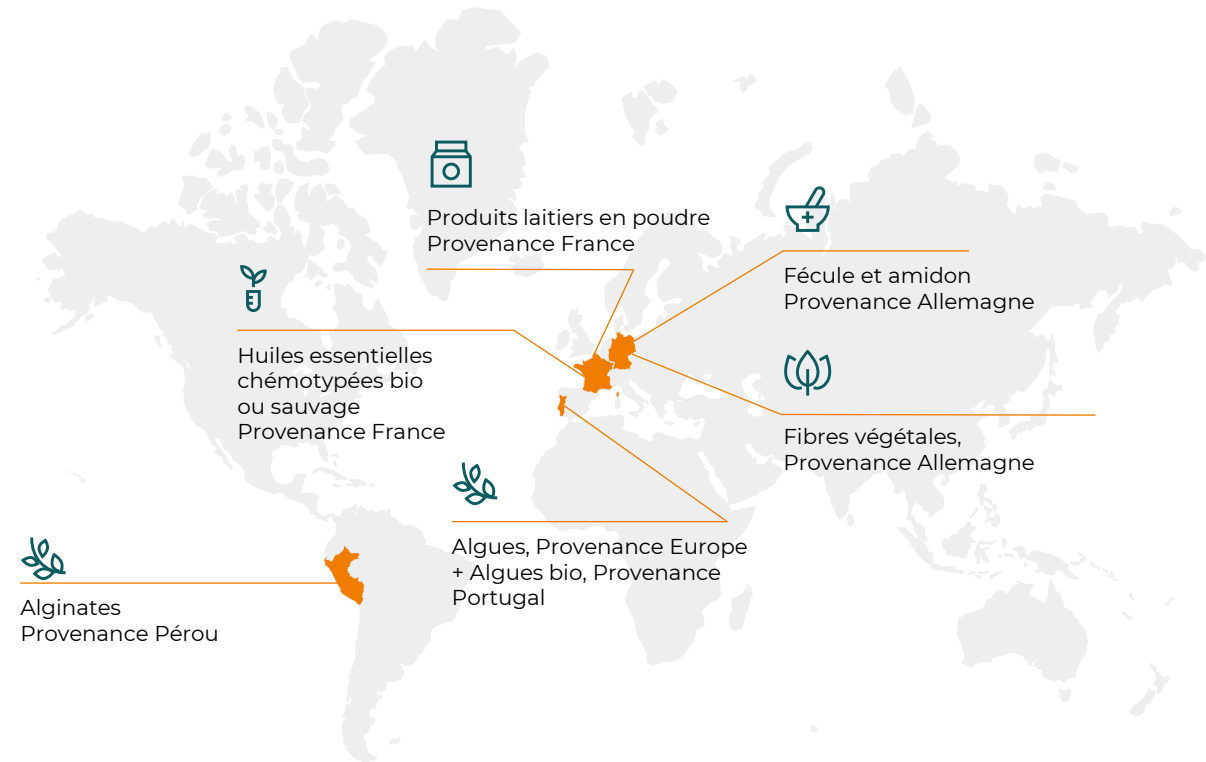 Produits laitiers en poudre
Provenance France
Fécule et amidon
Provenance Allemagne
Huiles essentielles
chémotypées bio
ou sauvage
Provenance France
Fibres végétales,
Provenance Allemagne
Algues, Provenance Europe
+ Algues bio, Provenance
Portugal
Alginates
Provenance Pérou